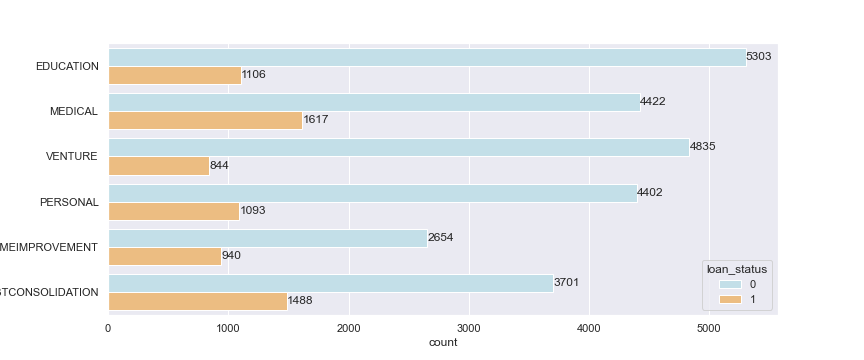 EDUCATION
5303
1106
MEDICAL
4422
1617
VENTURE
4835
844
PERSONAL
4402
1093
MEIMPROVEMENT
2654
940
STCONSOLIDATION
3701
1488
loan_status
0
1
0 1000 2000 3000 4000 5000
count